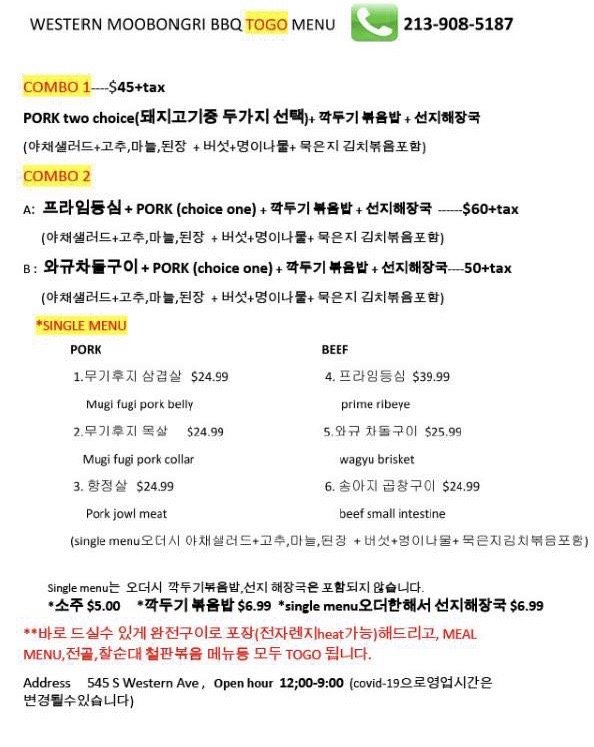 WESTERN MOOBONGRI BBQ TOGO MENU 213-908-5187
COMBO 1----$45+tax
PORK two choice(돼지고기중 두가지 선택)+ 깍두기 볶음밥 + 선지해장국
(야채샐러드+고추,마늘,된장 + 버섯+명이나물+ 묵은지 김치볶음포함)
COMBO 2
A: 프라임등심 + PORK (choice one) + 깍두기 볶음밥 + 선지해장국 ------$60+tax
(야채샐러드+고추,마늘,된장 + 버섯+명이나물+ 묵은지 김치볶음포함)
B : 와규차돌구이 + PORK (choice one) + 깍두기 볶음밥 + 선지해장국----50+tax
(야채샐러드+고추,마늘,된장 + 버섯+명이나물+ 묵은지 김치볶음포함)
*SINGLE MENU
PORK BEEF
1.무기후지 삼겹살 $24.99 4. 프라임등심 $39.99
Mugi fugi pork belly prime ribeye
2.무기후지 목살 $24.99 5.와규 차돌구이 $25.99
Mugi fugi pork collar wagyu brisket
3. 항정살 $24.99 6. 송아지 곱창구이 $24.99
Pork jowl meat beef small intestine
(single menu오더시 야채샐러드+고추,마늘,된장 + 버섯+명이나물+ 묵은지김치볶음포함)
Single menu는 오더시 깍두기볶음밥,선지 해장국은 포함되지 않습니다.
*소주 $5.00 *깍두기 볶음밥 $6.99 *single menu오더한해서 선지해장국 $6.99
**바로 드실수 있게 완전구이로 포장(전자렌지heat가능)해드리고, MEAL
MENU,전골,찰순대 철판볶음 메뉴등 모두 TOGO 됩니다.
Address 545 S Western Ave , Open hour 12;00-9:00 (covid-19으로영업시간은
변경될수있습니다)